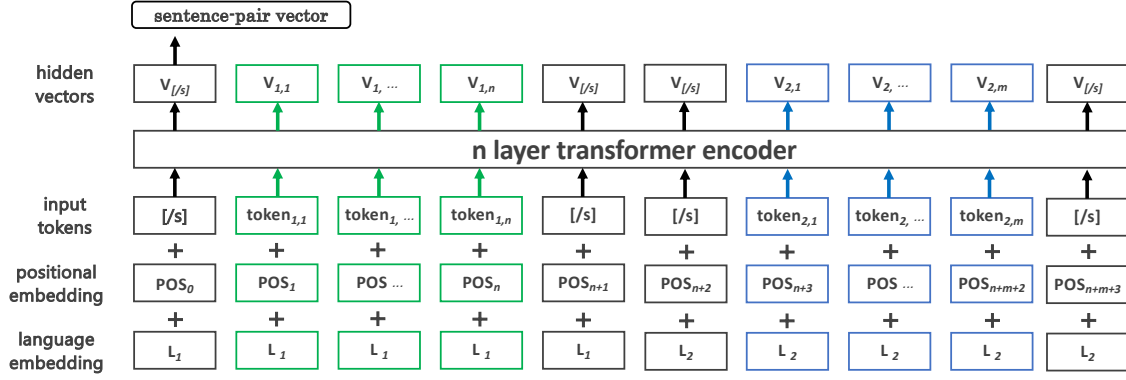 sentence-pair vector
hidden vectors V[/s] V1,1 V1, ... V1,n V[/s] V[/s] V2,1 V2, ... V2,m V[/s]
n layer transformer encoder
input tokens [/s] token1,1 token1, ... token1,n [/s] [/s] token2,1 token2, ... token2,m [/s]
+ + + + + + + + + +
positional embedding POS0 POS1 POS ... POSn POSn+1 POSn+2 POSn+3 POS ... POSn+m+2 POSn+m+3
+ + + + + + + + + +
language embedding L1 L1 L1 L1 L1 L2 L2 L2 L2 L2